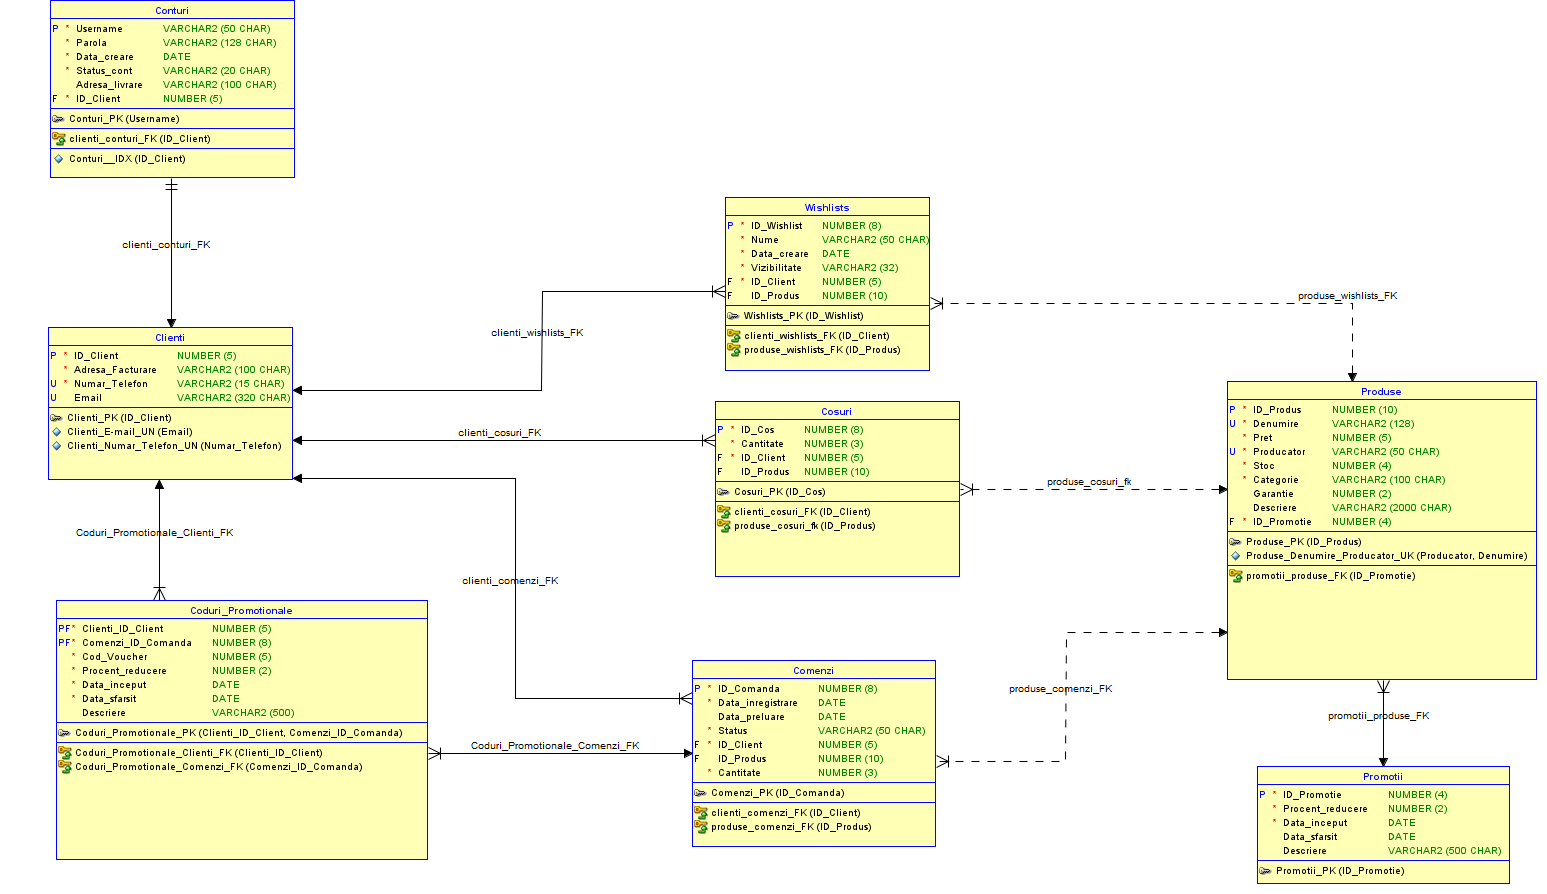 Conturi
P * Username VARCHAR2 (50 CHAR)
* Parola VARCHAR2 (128 CHAR)
* Data_creare DATE
* Status_cont VARCHAR2 (20 CHAR)
Adresa_livrare VARCHAR2 (100 CHAR)
F * ID_Client NUMBER (5)
Conturi_PK (Username)
clienti_conturi_FK (ID_Client)
Conturi__IDX (ID_Client)
clienti_conturi_FK
Clienti
P * ID_Client NUMBER (5)
* Adresa_Facturare VARCHAR2 (100 CHAR)
U * Numar_Telefon VARCHAR2 (15 CHAR)
U Email VARCHAR2 (320 CHAR)
Clienti_PK (ID_Client)
Clienti_E-mail_UN (Email)
Clienti_Numar_Telefon_UN (Numar_Telefon)
Coduri_Promotionale_Clienti_FK
Coduri_Promotionale
PF* Clienti_ID_Client NUMBER (5)
PF* Comenzi_ID_Comanda NUMBER (8)
* Cod_Voucher NUMBER (5)
* Procent_reducere NUMBER (2)
* Data_inceput DATE
* Data_sfarsit DATE
Descriere VARCHAR2 (500)
Coduri_Promotionale_PK (Clienti_ID_Client, Comenzi_ID_Comanda)
Coduri_Promotionale_Clienti_FK (Clienti_ID_Client)
Coduri_Promotionale_Comenzi_FK (Comenzi_ID_Comanda)
clienti_wishlists_FK
clienti_cosuri_FK
clienti_comenzi_FK
Coduri_Promotionale_Comenzi_FK
Wishlists
P * ID_Wishlist NUMBER (8)
* Nume VARCHAR2 (50 CHAR)
* Data_creare DATE
* Vizibilitate VARCHAR2 (32)
F * ID_Client NUMBER (5)
F ID_Produs NUMBER (10)
Wishlists_PK (ID_Wishlist)
clienti_wishlists_FK (ID_Client)
produse_wishlists_FK (ID_Produs)
Cosuri
P * ID_Cos NUMBER (8)
* Cantitate NUMBER (3)
F * ID_Client NUMBER (5)
F ID_Produs NUMBER (10)
Cosuri_PK (ID_Cos)
clienti_cosuri_FK (ID_Client)
produse_cosuri_fk (ID_Produs)
Comenzi
P * ID_Comanda NUMBER (8)
* Data_inregistrare DATE
Data_preluare DATE
* Status VARCHAR2 (50 CHAR)
F * ID_Client NUMBER (5)
F ID_Produs NUMBER (10)
* Cantitate NUMBER (3)
Comenzi_PK (ID_Comanda)
clienti_comenzi_FK (ID_Client)
produse_comenzi_FK (ID_Produs)
produse_wishlists_FK
produse_cosuri_fk
produse_comenzi_FK
Produse
P * ID_Produs NUMBER (10)
U * Denumire VARCHAR2 (128)
* Pret NUMBER (5)
U * Producator VARCHAR2 (50 CHAR)
* Stoc NUMBER (4)
* Categorie VARCHAR2 (100 CHAR)
Garantie NUMBER (2)
Descriere VARCHAR2 (2000 CHAR)
F * ID_Promotie NUMBER (4)
Produse_PK (ID_Produs)
Produse_Denumire_Producator_UK (Producator, Denumire)
promotii_produse_FK (ID_Promotie)
promotii_produse_FK
Promotii
P * ID_Promotie NUMBER (4)
* Procent_reducere NUMBER (2)
* Data_inceput DATE
Data_sfarsit DATE
Descriere VARCHAR2 (500 CHAR)
Promotii_PK (ID_Promotie)